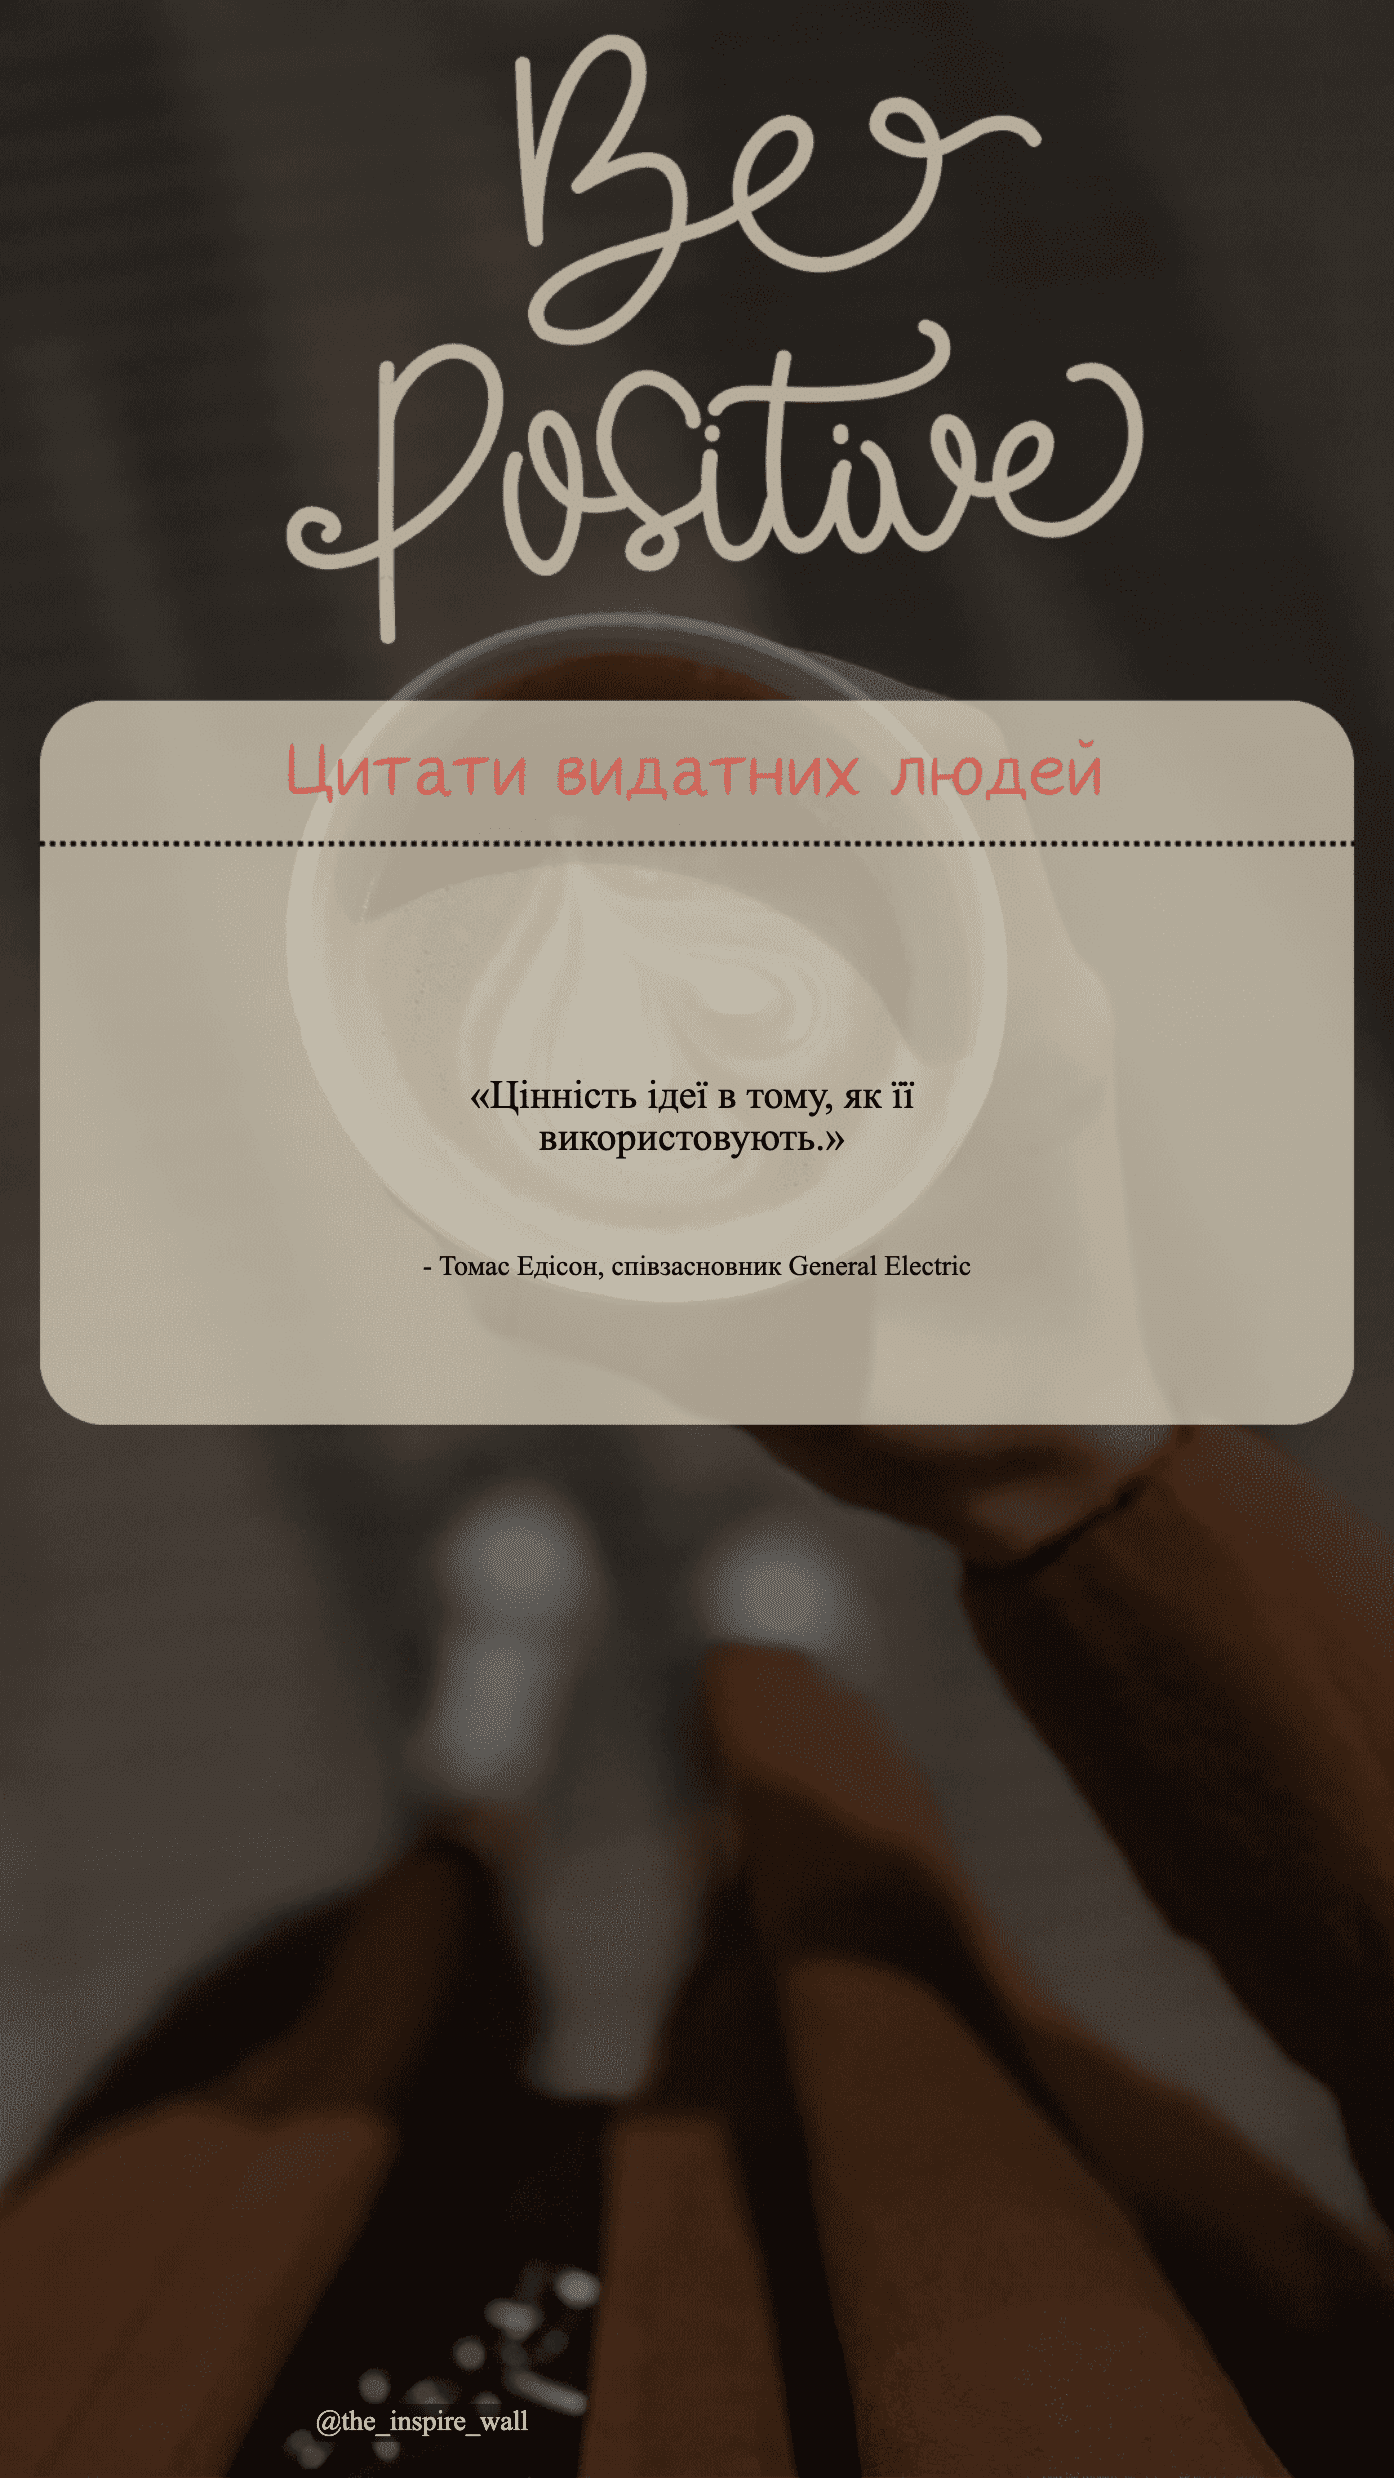 Be
Positive
Цитати видатних людей
«Цінність ідеї в тому, як її
використовують.»
- Томас Едісон, співзасновник General Electric
@the_inspire_wall